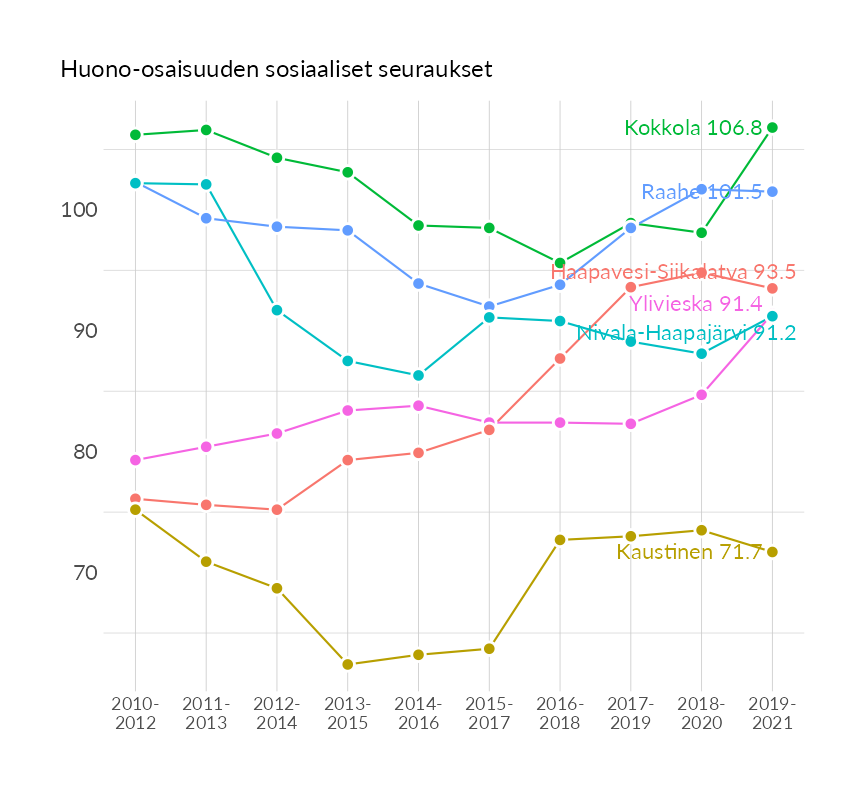 Huono-osaisuuden sosiaaliset seuraukset
Kokkola 106.8
Raahe 101.5
100
Haapavesi-Siikalatva 93.5
Ylivieska 91.4
90
Nivala-Haapajärvi 91.2
80
Kaustinen 71.7
70
2010- 2011- 2012- 2013- 2014- 2015- 2016- 2017- 2018- 2019-
2012 2013 2014 2015 2016 2017 2018 2019 2020 2021